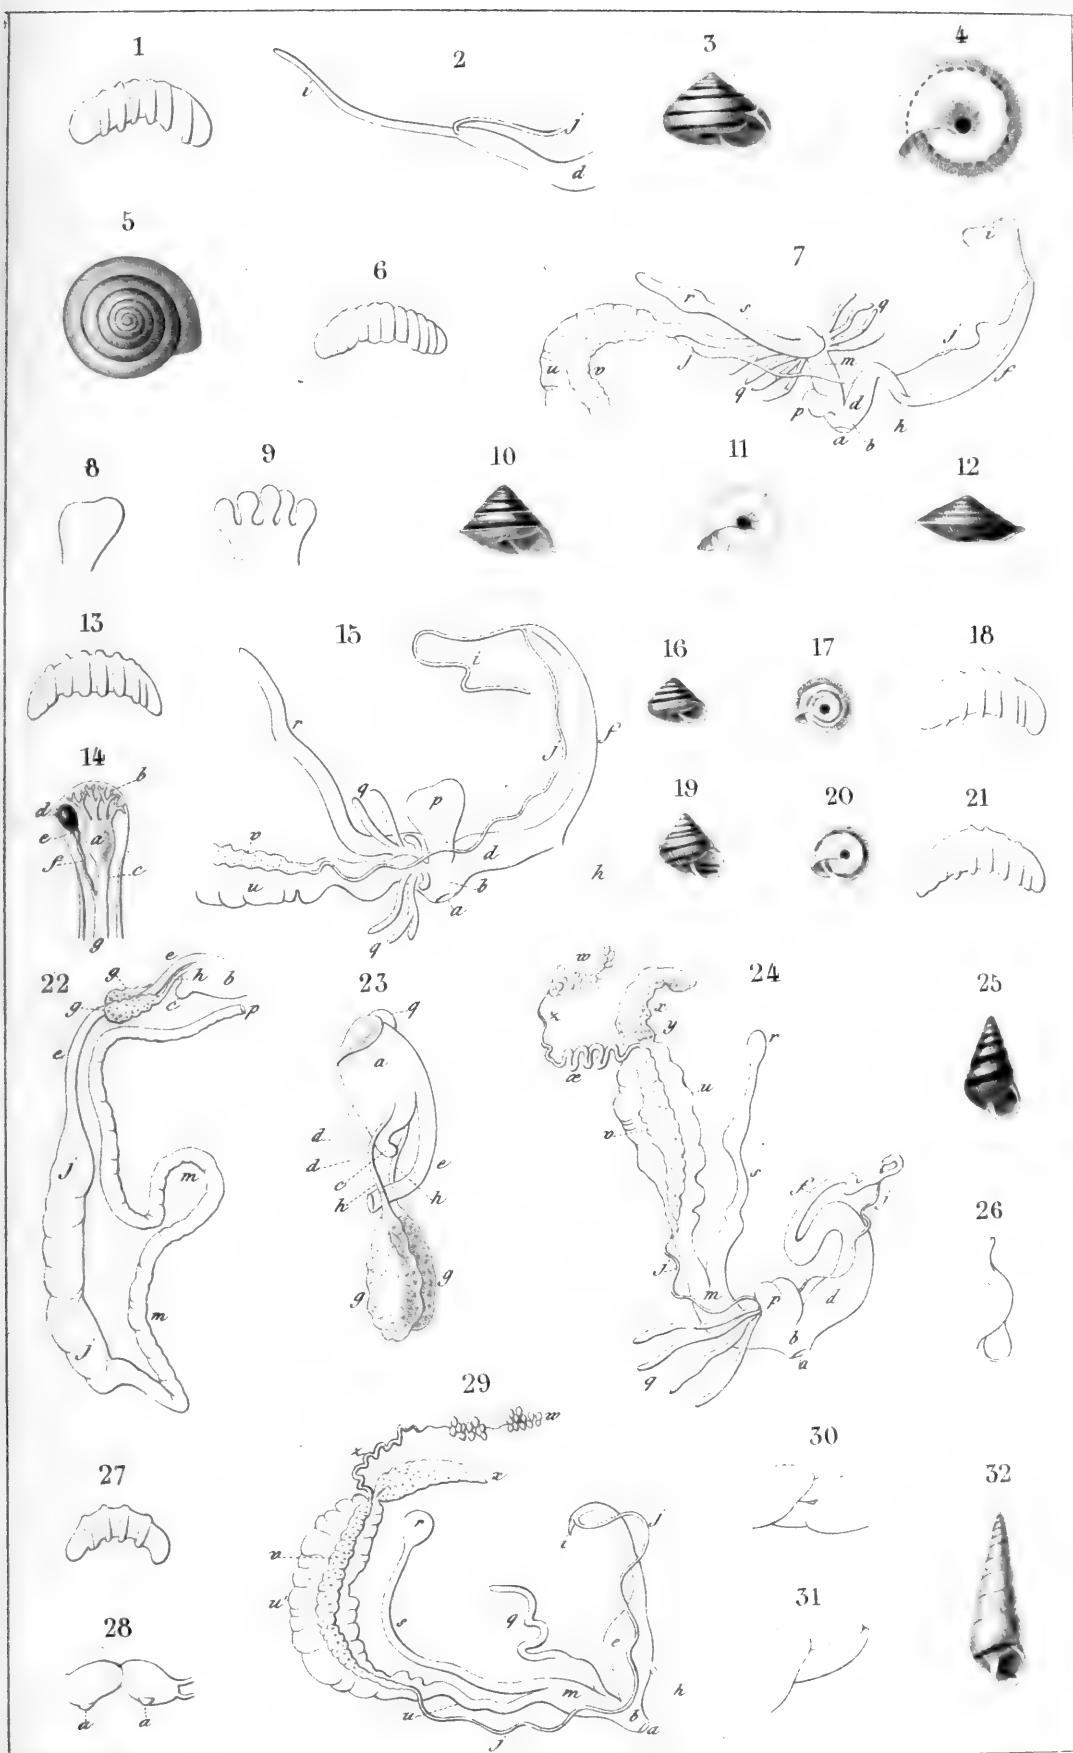 1
2
3
4
i
j
d
5
6
7
i
r
s
q
j
m
j
f
u
v
q
p
d
a
b
h
8
9
10
11
12
13
15
16
17
18
i
r
f
j
14
b
d
e
a
f
c
g
q
p
v
d
u
b
a
h
q
19
20
21
22
e
g
h
b
g
c
p
e
j
m
m
j
23
q
a
d
d
e
c
h
h
g
g
24
w
x
x
y
r
æ
u
v
s
f
i
j
j
m
p
d
b
a
q
25
26
27
28
a
a
29
w
x
x
r
j
i
v
u
s
q
e
m
h
u
b
a
j
30
31
32